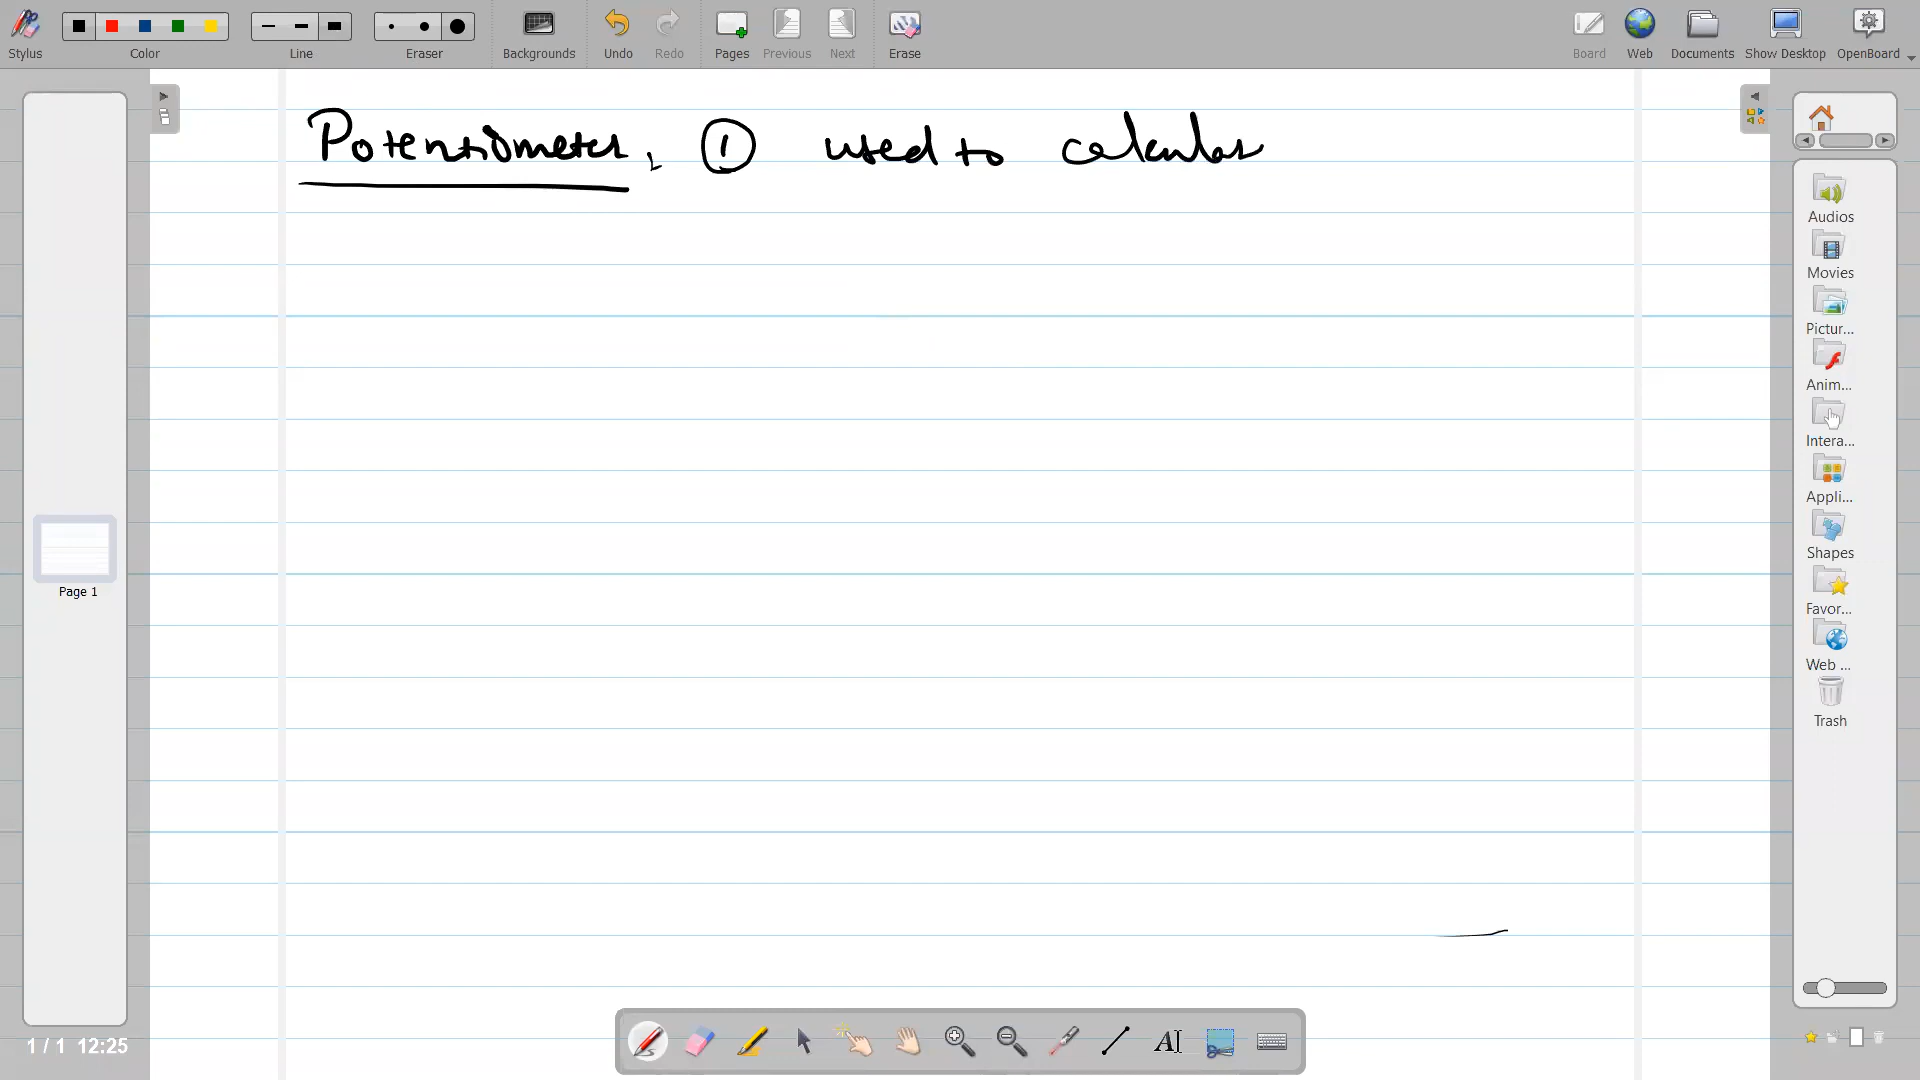 Stylus Color Line Eraser Backgrounds Undo Redo Pages Previous Next Erase Board Web Documents Show Desktop OpenBoard
Potentiometer, ① used to calcular
Audios
Movies
Pictur...
Anim...
Intera...
Appli...
Shapes
Favor...
Web ...
Trash
Page 1
1 / 1 12:25